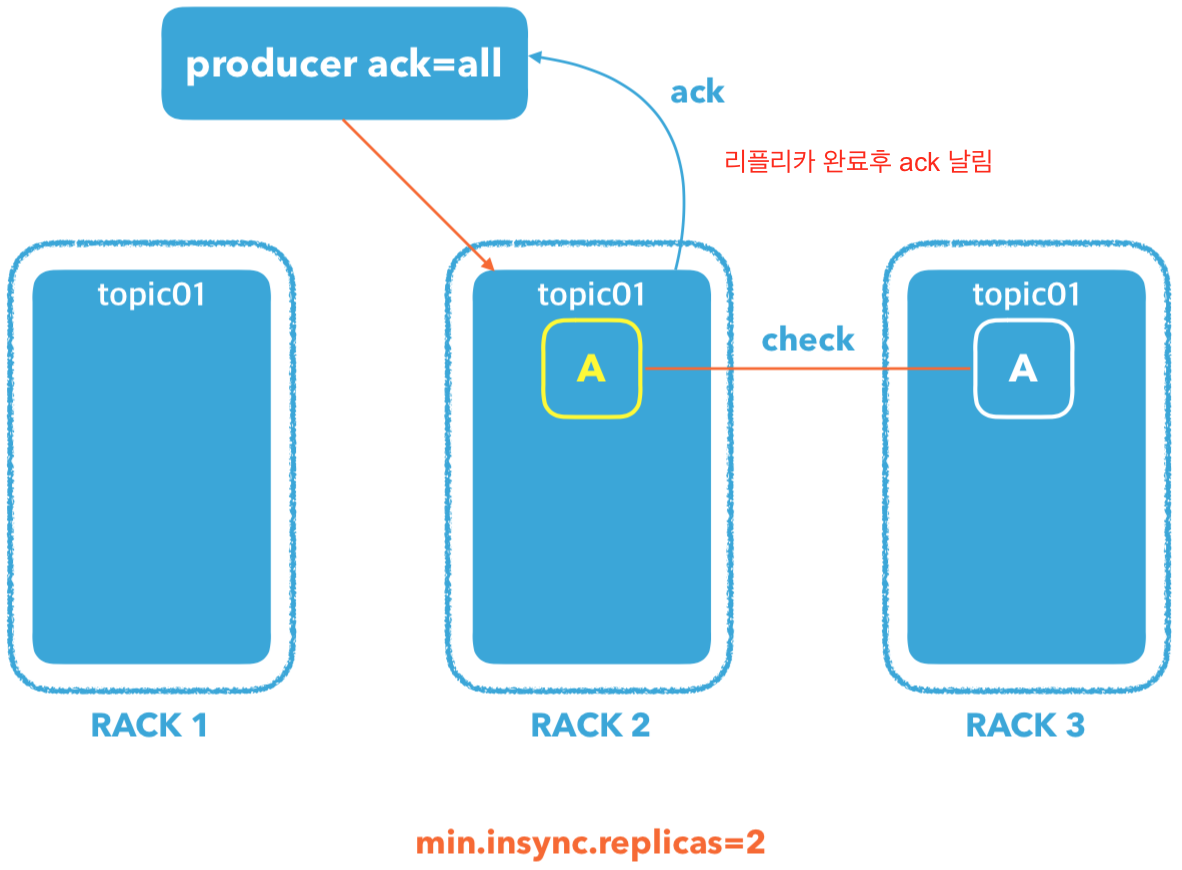 producer ack=all
ack
리플리카 완료후 ack 날림
topic01
topic01
topic01
A
check
A
RACK 1
RACK 2
RACK 3
min.insync.replicas=2